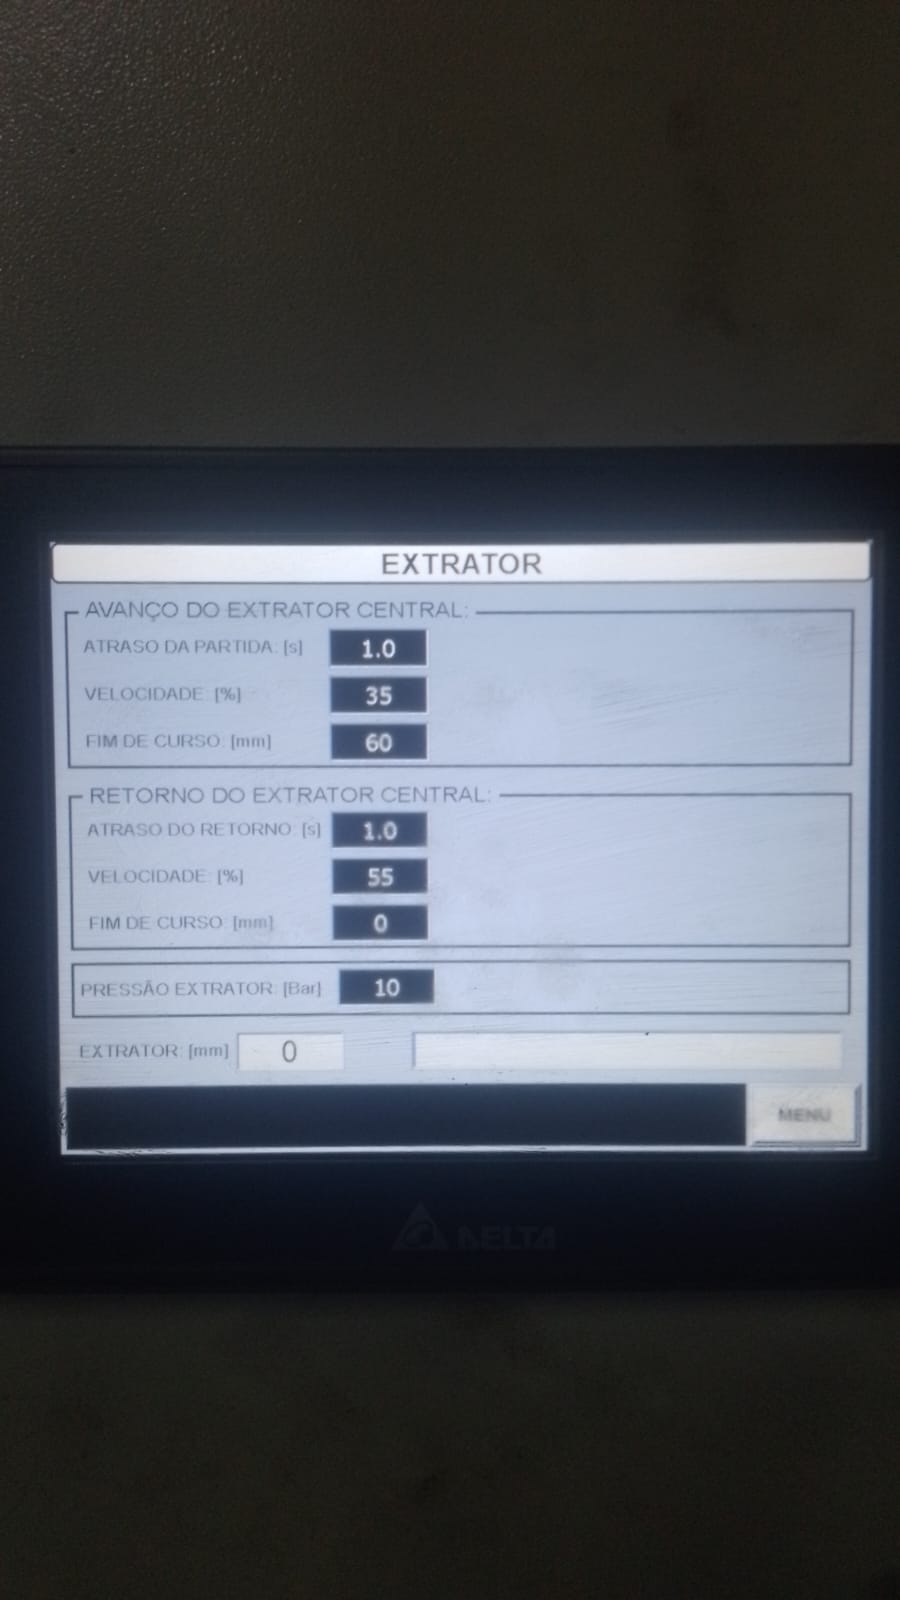 EXTRATOR
AVANÇO DO EXTRATOR CENTRAL:
ATRASO DA PARTIDA: [s] 1.0
VELOCIDADE: [%] 35
FIM DE CURSO: [mm] 60
RETORNO DO EXTRATOR CENTRAL:
ATRASO DO RETORNO: [s] 1.0
VELOCIDADE: [%] 55
FIM DE CURSO: [mm] 0
PRESSÃO EXTRATOR: [Bar] 10
EXTRATOR: [mm] 0
MENU
DELTA